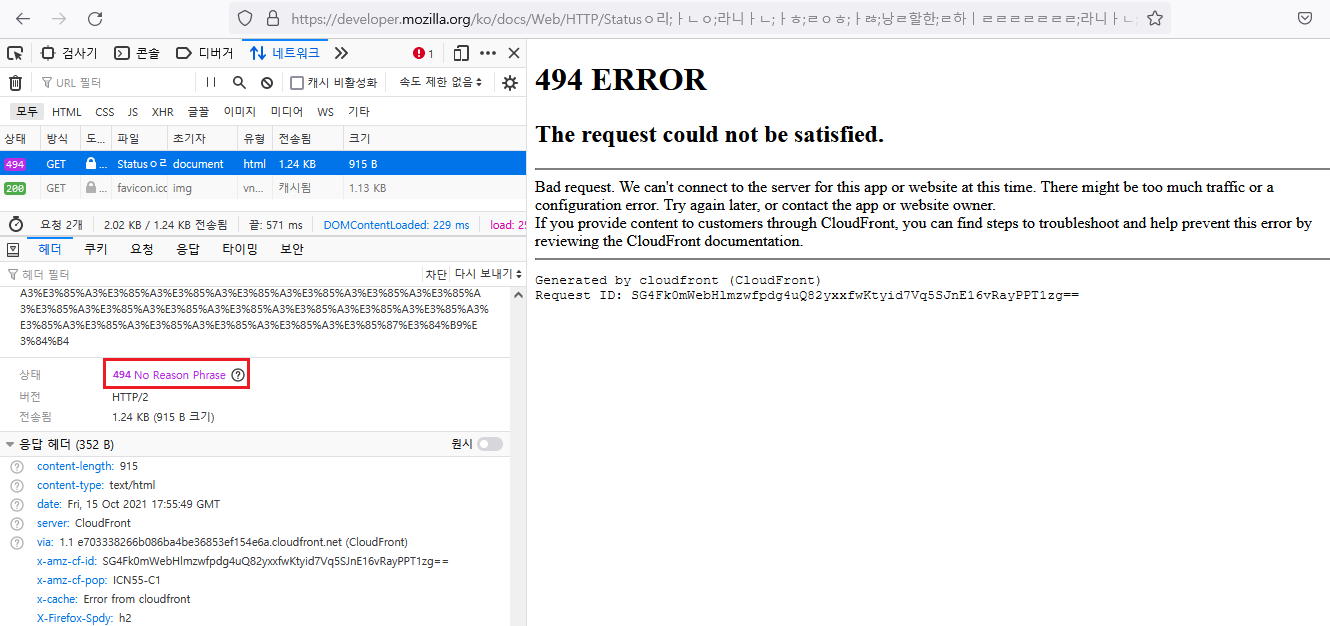 https://developer.mozilla.org/ko/docs/Web/HTTP/Statusㅇ리;ㅏㄴㅇ;라니ㅏㄴ;ㅏㅎ;ㄹㅇㅎ;ㅏㄻ;낭ㄹ할한;ㄹ하ㅣㄹㄹㄹㄹㄹㄹㄹ;라니ㅏㄴ;
검사기 콘솔 디버거 네트워크 1
URL 필터 캐시 비활성화 속도 제한 없음
모두 HTML CSS JS XHR 글꼴 이미지 미디어 WS 기타
상태 방식 도... 파일 초기자 유형 전송됨 크기
494 GET ... Statusㅇ리 document html 1.24 KB 915 B
200 GET ... favicon.icc img vn... 캐시됨 1.13 KB
요청 2개 2.02 KB / 1.24 KB 전송됨 끝: 571 ms DOMContentLoaded: 229 ms load: 25
헤더 쿠키 요청 응답 타이밍 보안
헤더 필터 차단 다시 보내기
A3%E3%85%A3%E3%85%A3%E3%85%A3%E3%85%A3%E3%85%A3%E3%85%A3%E3%85%A
3%E3%85%A3%E3%85%A3%E3%85%A3%E3%85%A3%E3%85%A3%E3%85%A3%E3%85%A3%
E3%85%A3%E3%85%A3%E3%85%A3%E3%85%A3%E3%85%A3%E3%85%87%E3%84%B9%E
3%84%B4
상태 494 No Reason Phrase
버전 HTTP/2
전송됨 1.24 KB (915 B 크기)
응답 헤더 (352 B) 원시
content-length: 915
content-type: text/html
date: Fri, 15 Oct 2021 17:55:49 GMT
server: CloudFront
via: 1.1 e703338266b086ba4be36853ef154e6a.cloudfront.net (CloudFront)
x-amz-cf-id: SG4Fk0mWebHlmzwfpdg4uQ82yxxfwKtyid7Vq5SJnE16vRayPPT1zg==
x-amz-cf-pop: ICN55-C1
x-cache: Error from cloudfront
X-Firefox-Spdy: h2
494 ERROR
The request could not be satisfied.
Bad request. We can't connect to the server for this app or website at this time. There might be too much traffic or a
configuration error. Try again later, or contact the app or website owner.
If you provide content to customers through CloudFront, you can find steps to troubleshoot and help prevent this error by
reviewing the CloudFront documentation.
Generated by cloudfront (CloudFront)
Request ID: SG4Fk0mWebHlmzwfpdg4uQ82yxxfwKtyid7Vq5SJnE16vRayPPT1zg==